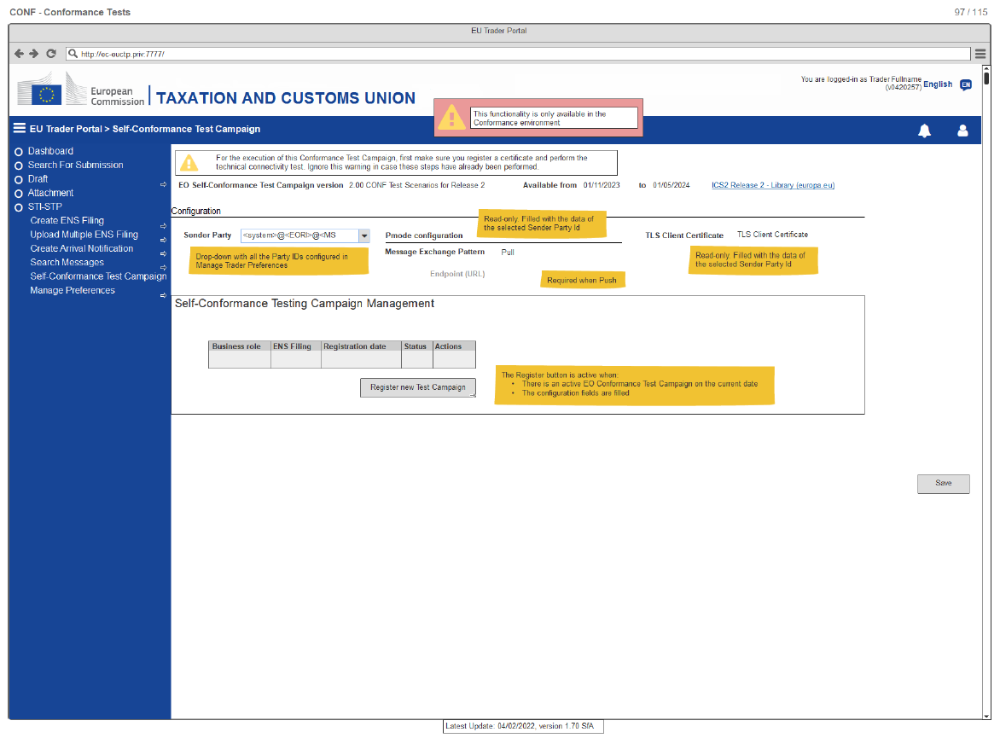 CONF - Conformance Tests
97 / 115
EU Trader Portal
http://ec-euctp.priv:7777/
European
Commission
TAXATION AND CUSTOMS UNION
You are logged-in as Trader Fullname
(v0420257)
English
EN
This functionality is only available in the
Conformance environment
EU Trader Portal > Self-Conformance Test Campaign
Dashboard
Search For Submission
Draft
Attachment
STI-STP
Create ENS Filing
Upload Multiple ENS Filing
Create Arrival Notification
Search Messages
Self-Conformance Test Campaign
Manage Preferences
For the execution of this Conformance Test Campaign, first make sure you register a certificate and perform the
technical connectivity test. Ignore this warning in case these steps have already been performed.
EO Self-Conformance Test Campaign version 2.00 CONF Test Scenarios for Release 2 Available from 01/11/2023 to 01/05/2024 ICS2 Release 2 - Library (europa.eu)
Configuration
Sender Party <system>@<EORI>@<MS
Drop-down with all the Party IDs configured in
Manage Trader Preferences
Pmode configuration
Read-only. Filled with the data of
the selected Sender Party Id
Message Exchange Pattern Pull
Endpoint (URL)
Required when Push
TLS Client Certificate TLS Client Certificate
Read-only. Filled with the data of
the selected Sender Party Id
Self-Conformance Testing Campaign Management
Business role ENS Filing Registration date Status Actions
Register new Test Campaign
The Register button is active when:
• There is an active EO Conformance Test Campaign on the current date
• The configuration fields are filled
Save
Latest Update: 04/02/2022, version 1.70 SfA